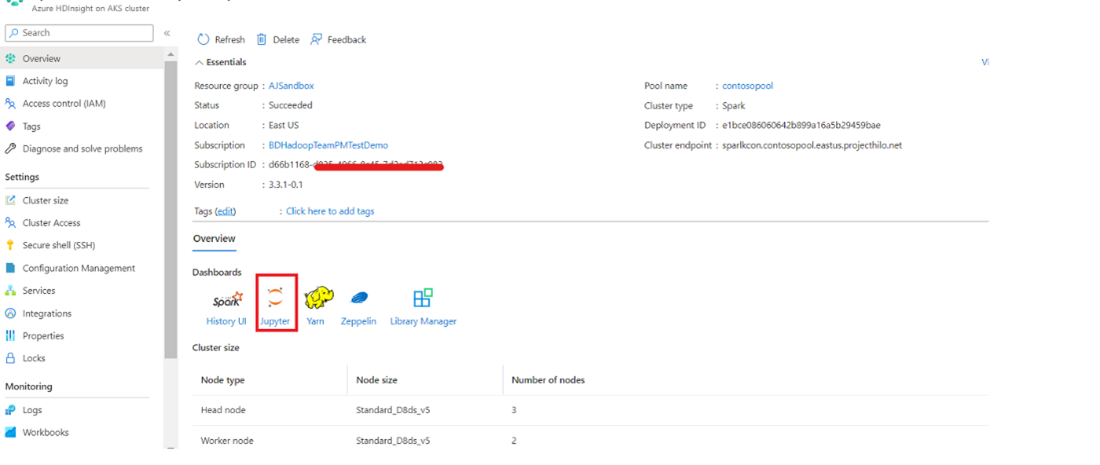 Azure HDInsight on AKS cluster
Search
«
Refresh Delete Feedback
Overview
Activity log
Access control (IAM)
Tags
Diagnose and solve problems
Settings
Cluster size
Cluster Access
Secure shell (SSH)
Configuration Management
Services
Integrations
Properties
Locks
Monitoring
Logs
Workbooks
Essentials
Vi
Resource group : AJSandbox
Status : Succeeded
Location : East US
Subscription : BDHadoopTeamPMTestDemo
Subscription ID : d66b1168-
Version : 3.3.1-0.1
Pool name : contosopool
Cluster type : Spark
Deployment ID : e1bce086060642b899a16a5b29459bae
Cluster endpoint : sparlkcon.contosopool.eastus.projecthilo.net
Tags (edit) : Click here to add tags
Overview
Dashboards
Spark
History UI Jupyter Yarn Zeppelin Library Manager
Cluster size
Node type Node size Number of nodes
Head node Standard_D8ds_v5 3
Worker node Standard_D8ds_v5 2